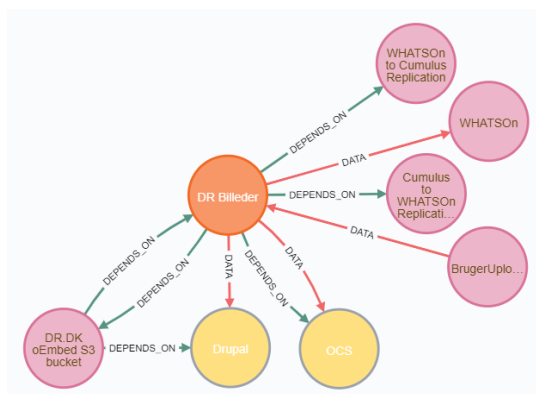 WHATSOn
to Cumulus
Replication
DEPENDS_ON
WHATSOn
DATA
DR Billeder
DEPENDS_ON
Cumulus
to
WHATSOn
Replicati...
DATA
BrugerUplo...
DEPENDS_ON
DEPENDS_ON
DATA
DEPENDS_ON
DATA
DR.DK
oEmbed S3
bucket
DEPENDS_ON
Drupal
OCS